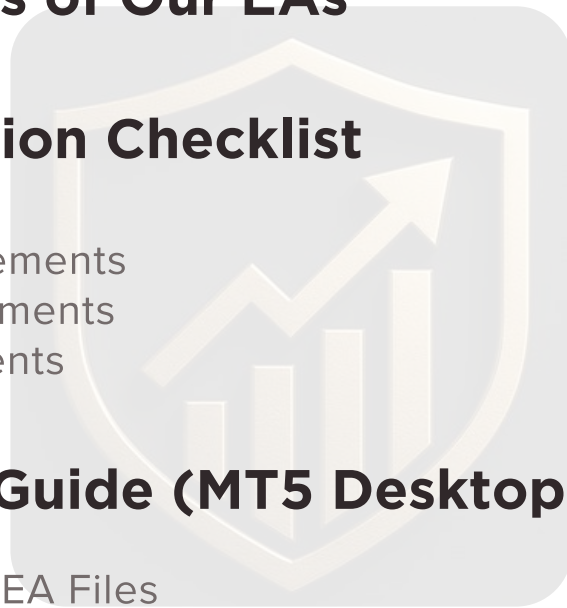 s of Our EAs
ion Checklist
ements
ments
ents
Guide (MT5 Desktop
EA Files